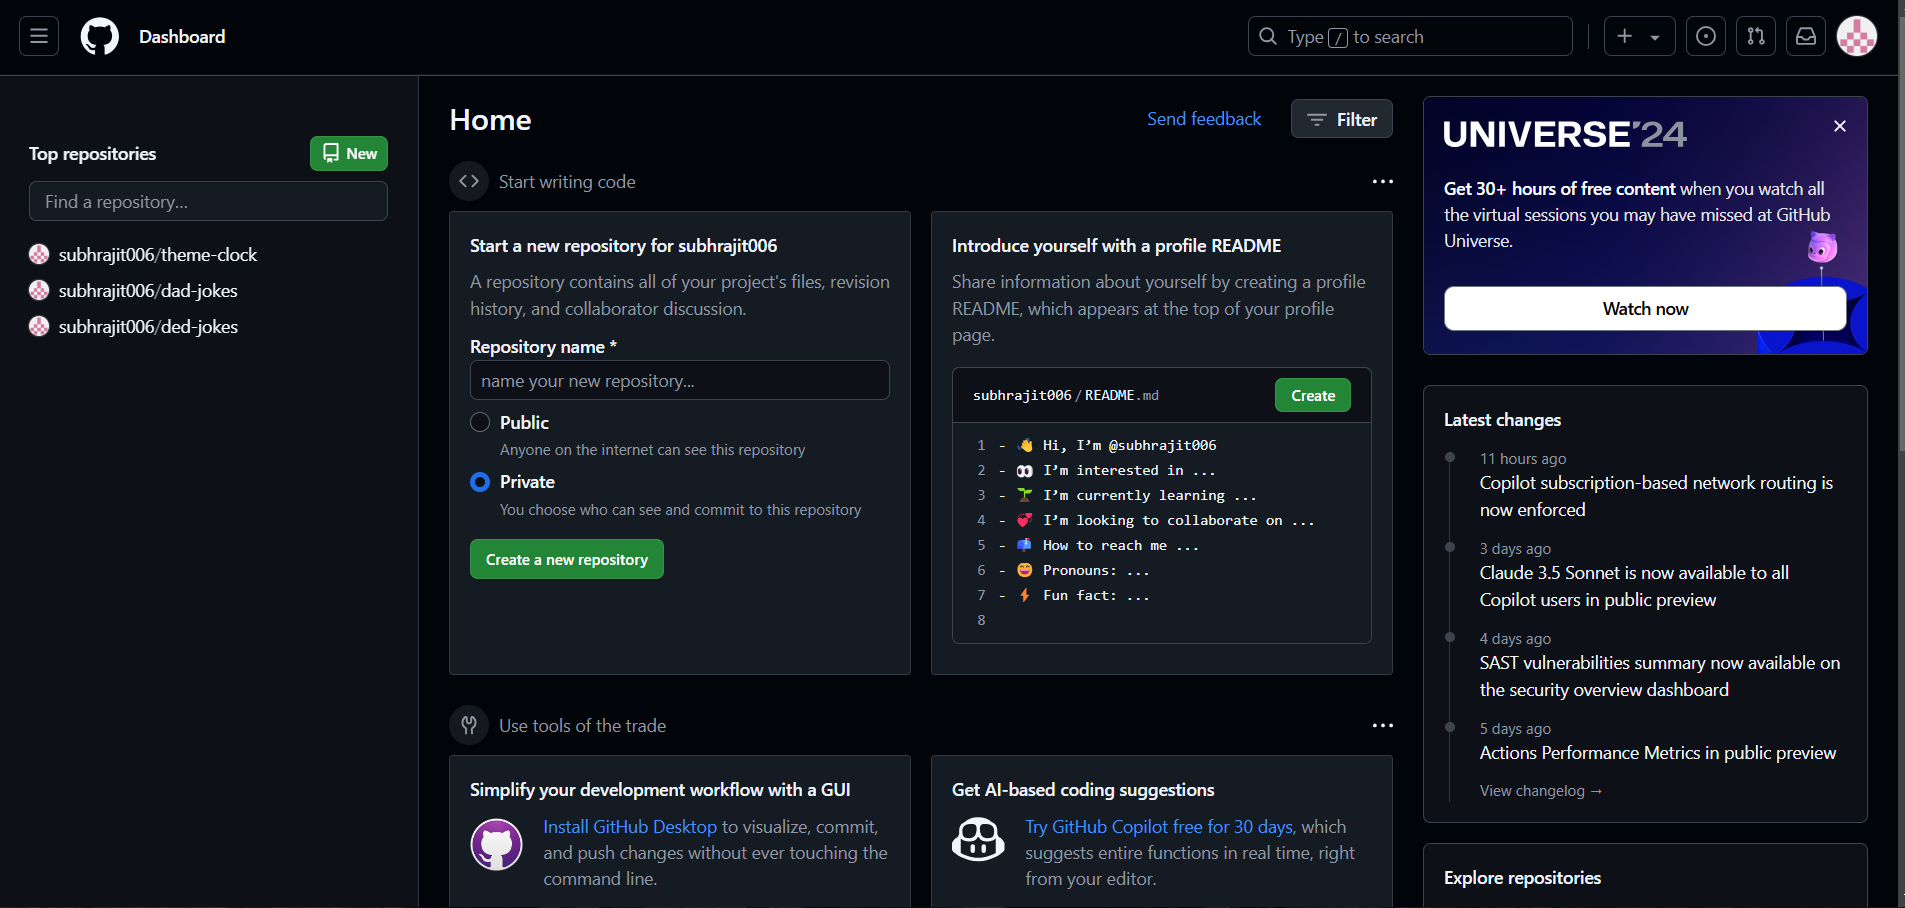 Dashboard
Type / to search
Top repositories
New
Find a repository...
subhrajit006/theme-clock
subhrajit006/dad-jokes
subhrajit006/ded-jokes
Home
Send feedback
Filter
Start writing code
Start a new repository for subhrajit006
A repository contains all of your project's files, revision
history, and collaborator discussion.
Repository name *
name your new repository...
Public
Anyone on the internet can see this repository
Private
You choose who can see and commit to this repository
Create a new repository
Introduce yourself with a profile README
Share information about yourself by creating a profile
README, which appears at the top of your profile
page.
subhrajit006/README.md
Create
1 - 👋 Hi, I’m @subhrajit006
2 - 👀 I’m interested in ...
3 - 🌱 I’m currently learning ...
4 - 💞️ I’m looking to collaborate on ...
5 - 📫 How to reach me ...
6 - 😄 Pronouns: ...
7 - ⚡ Fun fact: ...
8
Use tools of the trade
Simplify your development workflow with a GUI
Install GitHub Desktop to visualize, commit,
and push changes without ever touching the
command line.
Get AI-based coding suggestions
Try GitHub Copilot free for 30 days, which
suggests entire functions in real time, right
from your editor.
UNIVERSE'24
Get 30+ hours of free content when you watch all
the virtual sessions you may have missed at GitHub
Universe.
Watch now
Latest changes
11 hours ago
Copilot subscription-based network routing is
now enforced
3 days ago
Claude 3.5 Sonnet is now available to all
Copilot users in public preview
4 days ago
SAST vulnerabilities summary now available on
the security overview dashboard
5 days ago
Actions Performance Metrics in public preview
View changelog →
Explore repositories